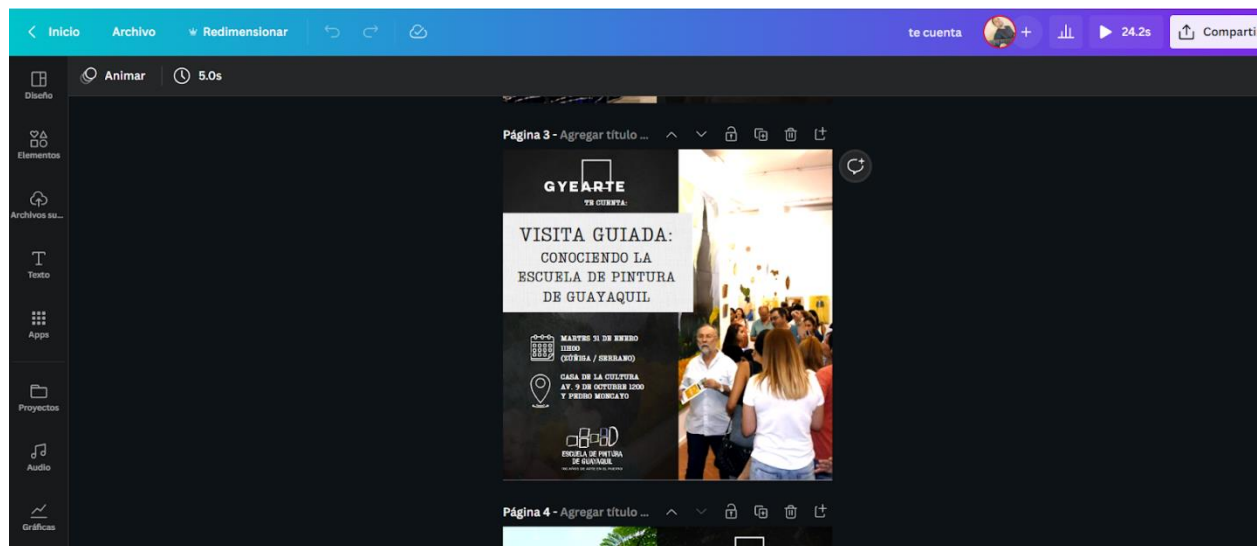 Inicio
Archivo
Redimensionar
te cuenta
24.2s
Comparti
Diseño
Animar
5.0s
Elementos
Archivos su...
Texto
Apps
Proyectos
Audio
Gráficas
Página 3 - Agregar título ...
GYEARTE
TE CUENTA:
VISITA GUIADA:
CONOCIENDO LA
ESCUELA DE PINTURA
DE GUAYAQUIL
MARTES 31 DE ENERO
11H00
(ZÚÑIGA / SERRANO)
CASA DE LA CULTURA
AV. 9 DE OCTUBRE 1200
Y PEDRO MONCAYO
ESCUELA DE PINTURA
DE GUAYAQUIL
Página 4 - Agregar título ...